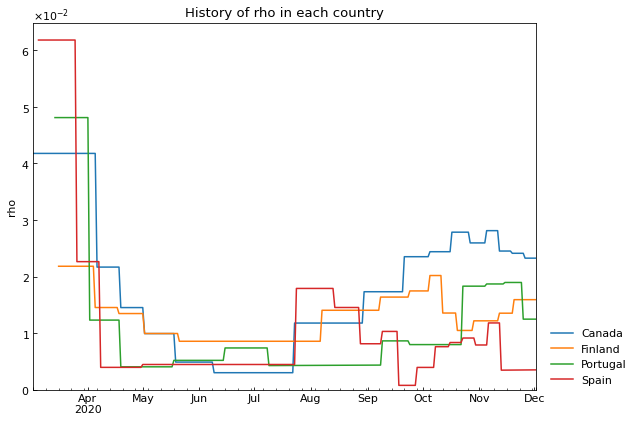 History of rho in each country
×10⁻²
6
5
4
3
2
1
0
rho
Apr
2020
May
Jun
Jul
Aug
Sep
Oct
Nov
Dec
Canada
Finland
Portugal
Spain